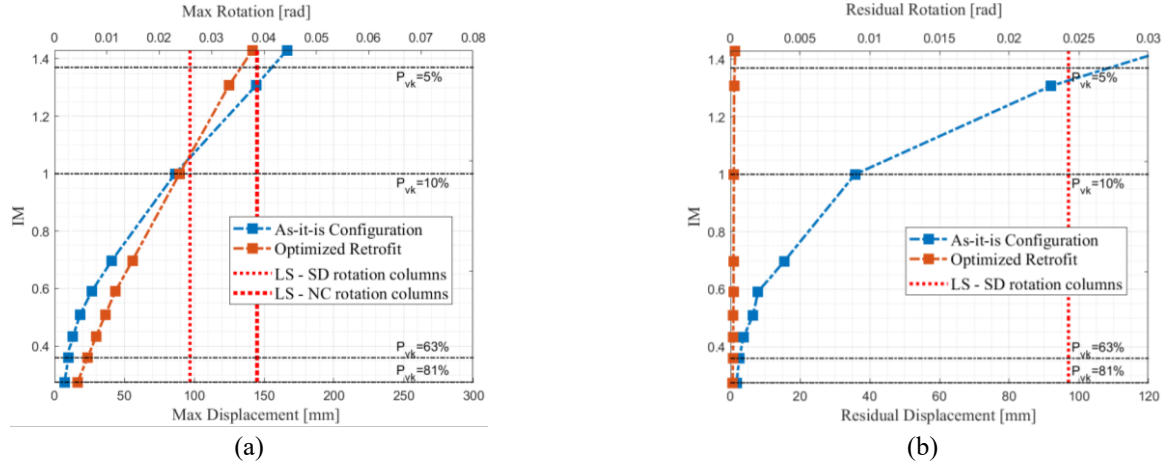 Max Rotation [rad]
0 0.01 0.02 0.03 0.04 0.05 0.06 0.07 0.08
1.4
1.2
1
0.8
0.6
0.4
IM
P_vk=5%
P_vk=10%
As-it-is Configuration
Optimized Retrofit
LS - SD rotation columns
LS - NC rotation columns
P_vk=63%
P_vk=81%
0 50 100 150 200 250 300
Max Displacement [mm]
(a)
Residual Rotation [rad]
0 0.005 0.01 0.015 0.02 0.025 0.03
1.4
1.2
1
0.8
0.6
0.4
IM
P_vk=5%
P_vk=10%
As-it-is Configuration
Optimized Retrofit
LS - SD rotation columns
P_vk=63%
P_vk=81%
0 20 40 60 80 100 120
Residual Displacement [mm]
(b)